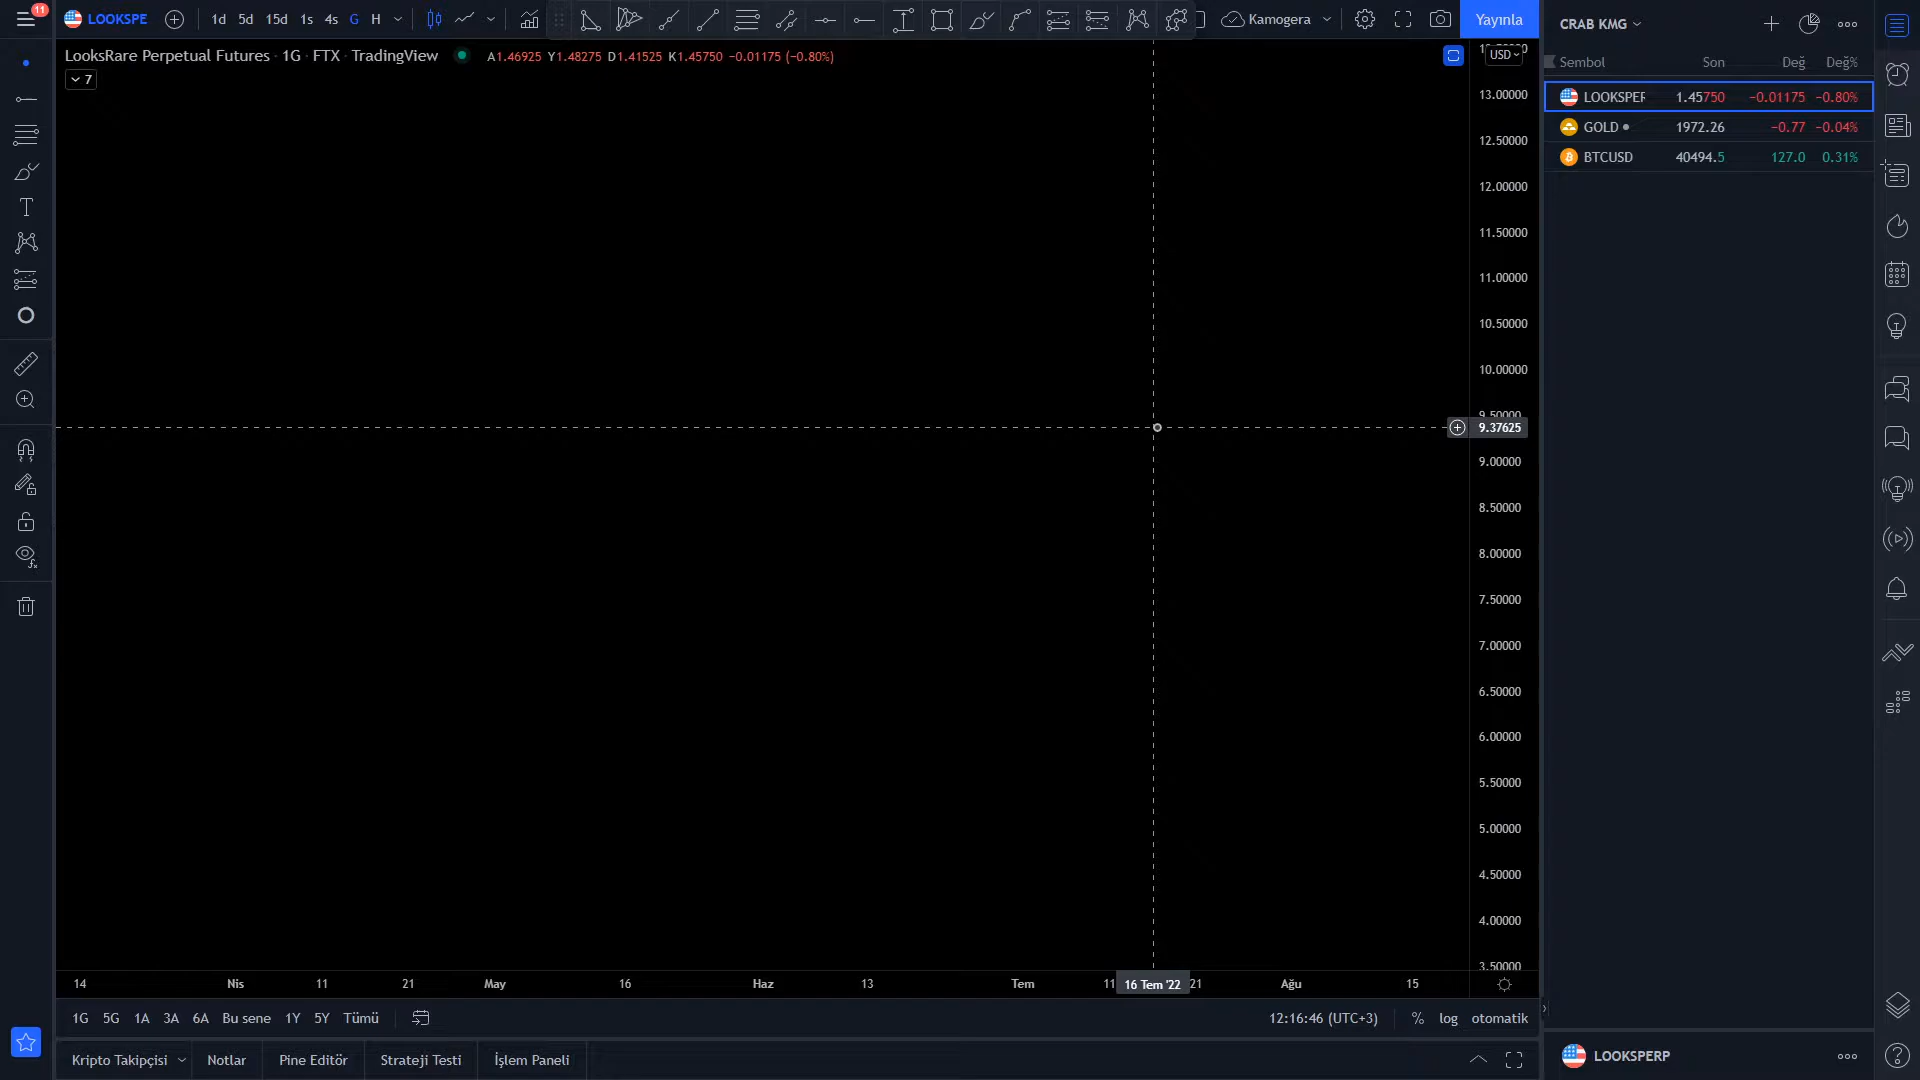 11
LOOKSPE 1d 5d 15d 1s 4s G H Kamogera Yayınla
LooksRare Perpetual Futures · 1G · FTX · TradingView A1.46925 Y1.48275 D1.41525 K1.45750 −0.01175 (−0.80%)
7
USD
13.00000
12.50000
12.00000
11.50000
11.00000
10.50000
10.00000
9.50000
9.37625
9.00000
8.50000
8.00000
7.50000
7.00000
6.50000
6.00000
5.50000
5.00000
4.50000
4.00000
3.50000
14 Nis 11 21 May 16 Haz 13 Tem 11 16 Tem '22 21 Ağu 15
1G 5G 1A 3A 6A Bu sene 1Y 5Y Tümü 12:16:46 (UTC+3) % log otomatik
Kripto Takipçisi Notlar Pine Editör Strateji Testi İşlem Paneli
CRAB KMG
Sembol Son Değ Değ%
LOOKSPER 1.45750 −0.01175 −0.80%
GOLD 1972.26 −0.77 −0.04%
BTCUSD 40494.5 127.0 0.31%
LOOKSPERP